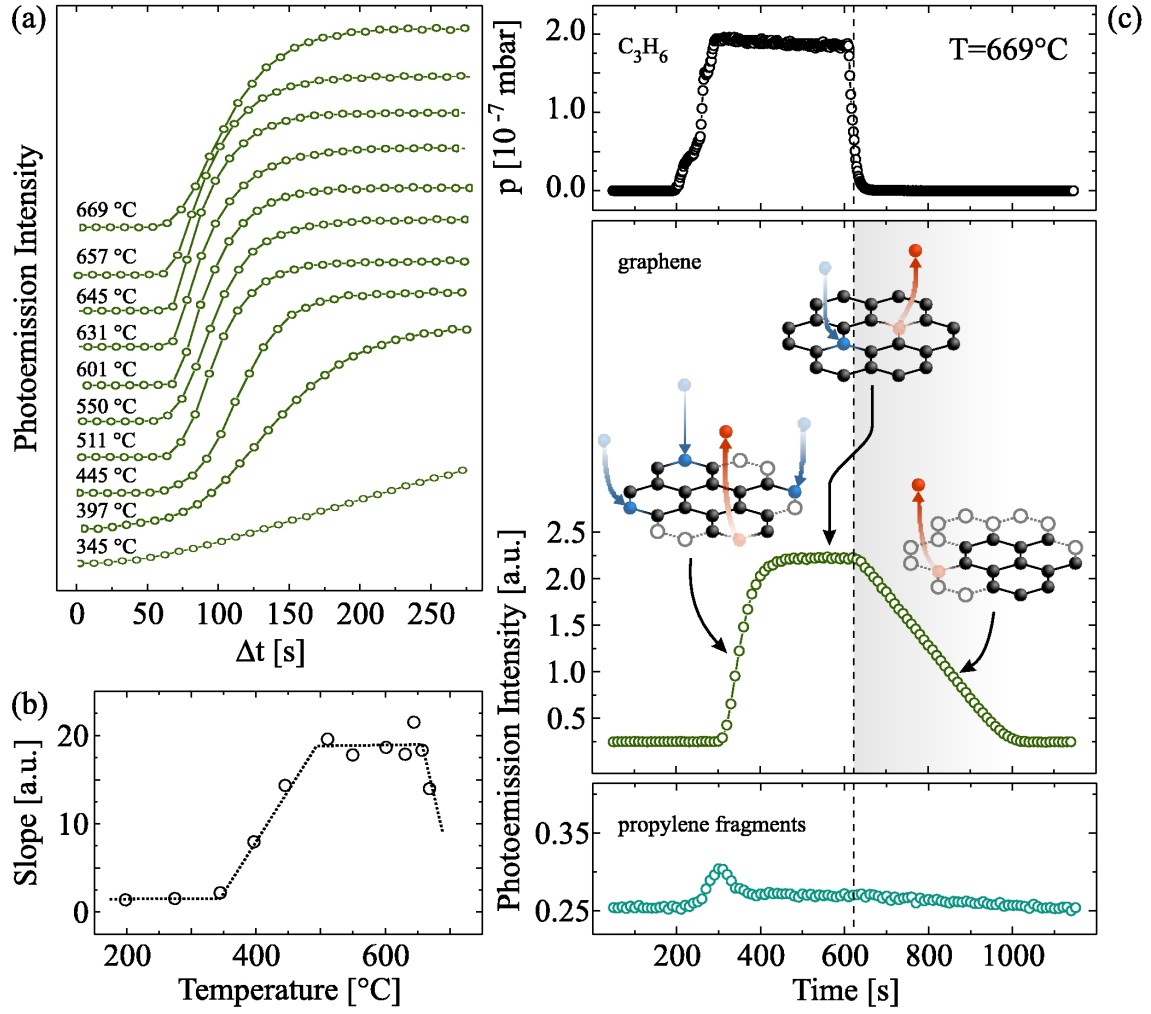 (a)
Photoemission Intensity
669 °C
657 °C
645 °C
631 °C
601 °C
550 °C
511 °C
445 °C
397 °C
345 °C
0 50 100 150 200 250
Δt [s]
(b)
Slope [a.u.]
20
10
0
200 400 600
Temperature [°C]
(c)
C3H6
T=669°C
p [10-7 mbar]
2.0
1.0
0.0
graphene
Photoemission Intensity [a.u.]
2.5
2.0
1.5
1.0
0.5
propylene fragments
0.35
0.25
200 400 600 800 1000
Time [s]